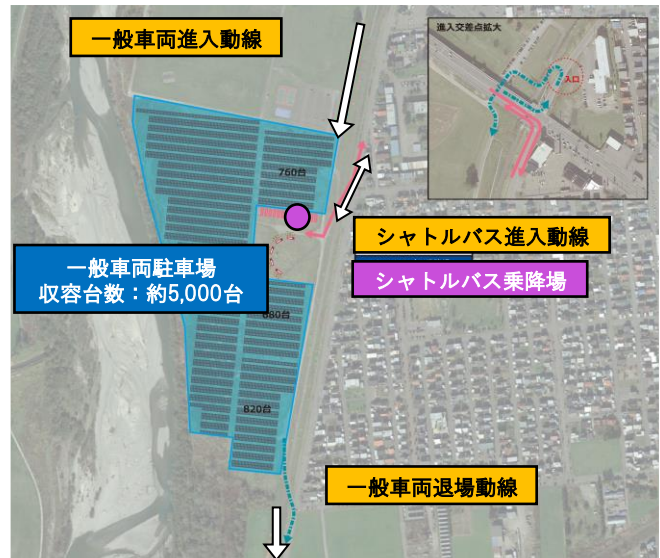 一般車両進入動線
進入交差点拡大
入口
760台
シャトルバス進入動線
シャトルバス乗降場
一般車両駐車場
収容台数:約5,000台
680台
820台
一般車両退場動線